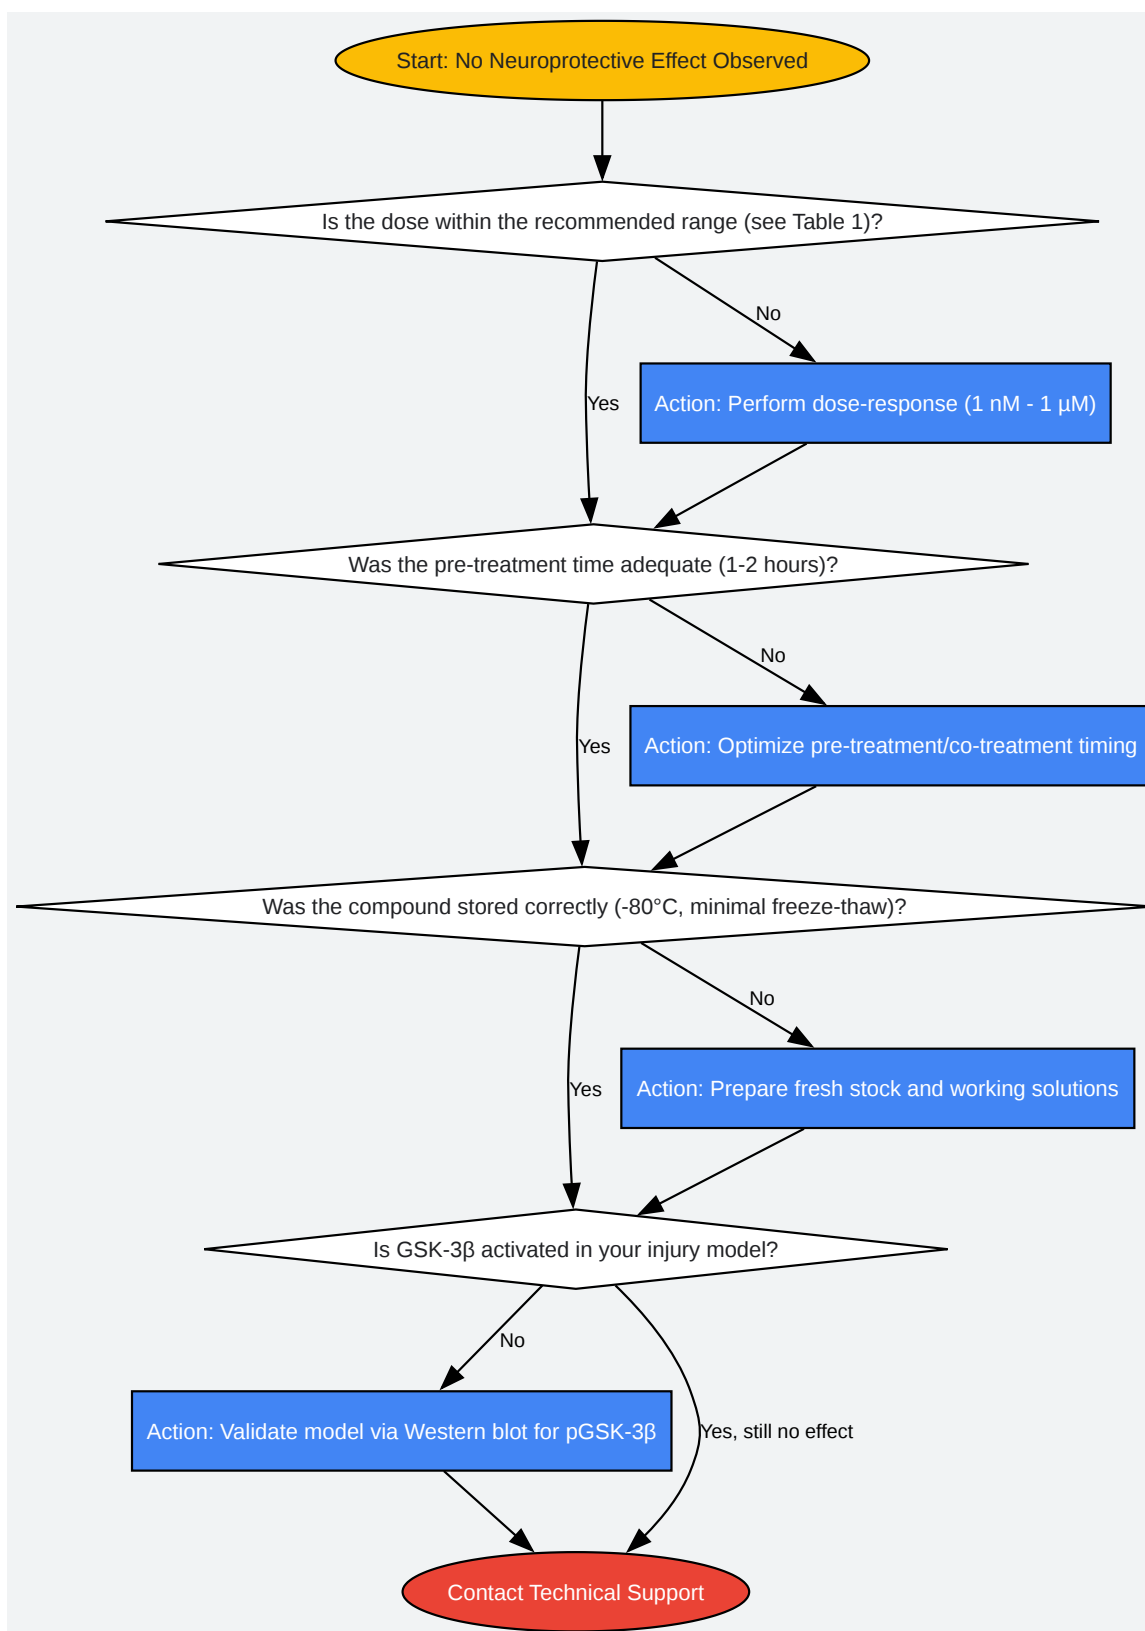 Start: No Neuroprotective Effect Observed
Is the dose within the recommended range (see Table 1)?
No
Yes
Action: Perform dose-response (1 nM - 1 µM)
Was the pre-treatment time adequate (1-2 hours)?
No
Yes
Action: Optimize pre-treatment/co-treatment timing
Was the compound stored correctly (-80°C, minimal freeze-thaw)?
No
Yes
Action: Prepare fresh stock and working solutions
Is GSK-3β activated in your injury model?
No
Action: Validate model via Western blot for pGSK-3β
Yes, still no effect
Contact Technical Support